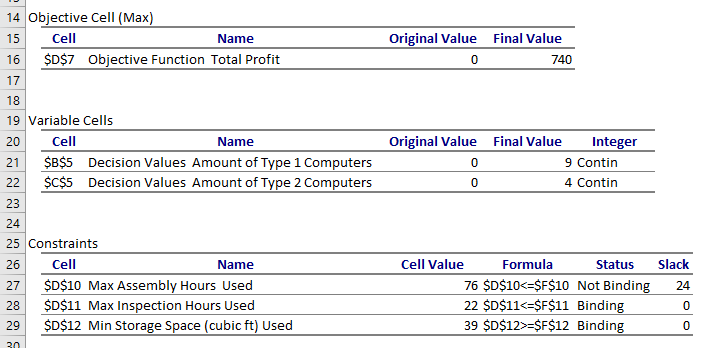 14 Objective Cell (Max)
15 Cell Name Original Value Final Value
16 $D$7 Objective Function Total Profit 0 740
17
18
19 Variable Cells
20 Cell Name Original Value Final Value Integer
21 $B$5 Decision Values Amount of Type 1 Computers 0 9 Contin
22 $C$5 Decision Values Amount of Type 2 Computers 0 4 Contin
23
24
25 Constraints
26 Cell Name Cell Value Formula Status Slack
27 $D$10 Max Assembly Hours Used 76 $D$10<=$F$10 Not Binding 24
28 $D$11 Max Inspection Hours Used 22 $D$11<=$F$11 Binding 0
29 $D$12 Min Storage Space (cubic ft) Used 39 $D$12>=$F$12 Binding 0